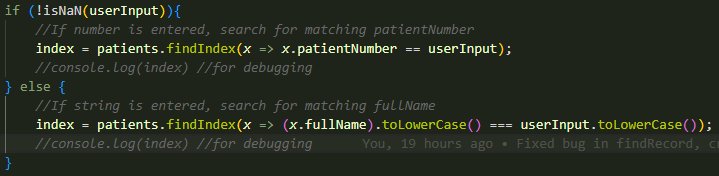 if (!isNaN(userInput)){
//If number is entered, search for matching patientNumber
index = patients.findIndex(x => x.patientNumber == userInput);
//console.log(index) //for debugging
} else {
//If string is entered, search for matching fullName
index = patients.findIndex(x => (x.fullName).toLowerCase() === userInput.toLowerCase());
//console.log(index) //for debugging You, 19 hours ago • Fixed bug in findRecord,
}